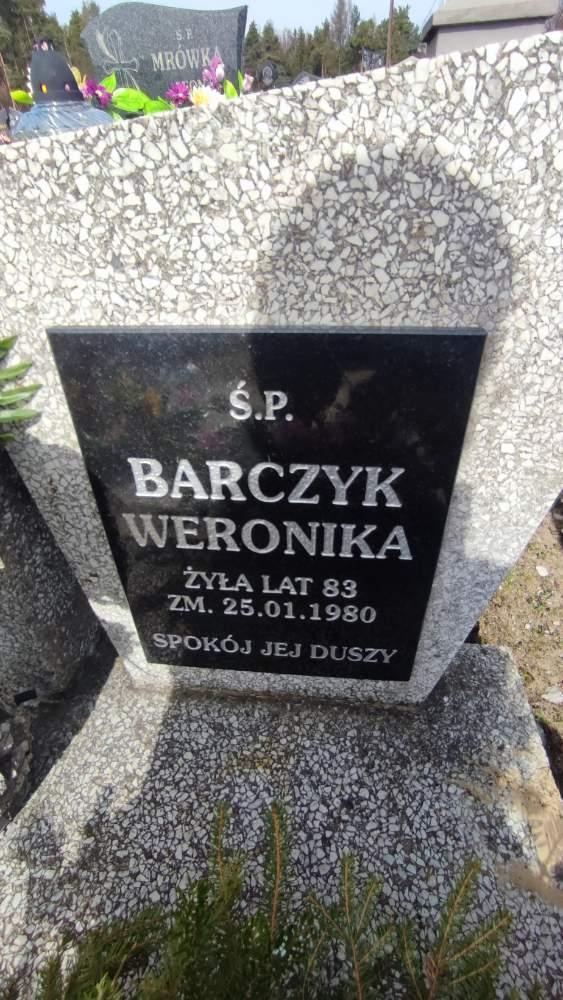 Ś.P.
MRÓWKA
Ś.P.
BARCZYK
WERONIKA
ŻYŁA LAT 83
ZM. 25.01.1980
SPOKÓJ JEJ DUSZY